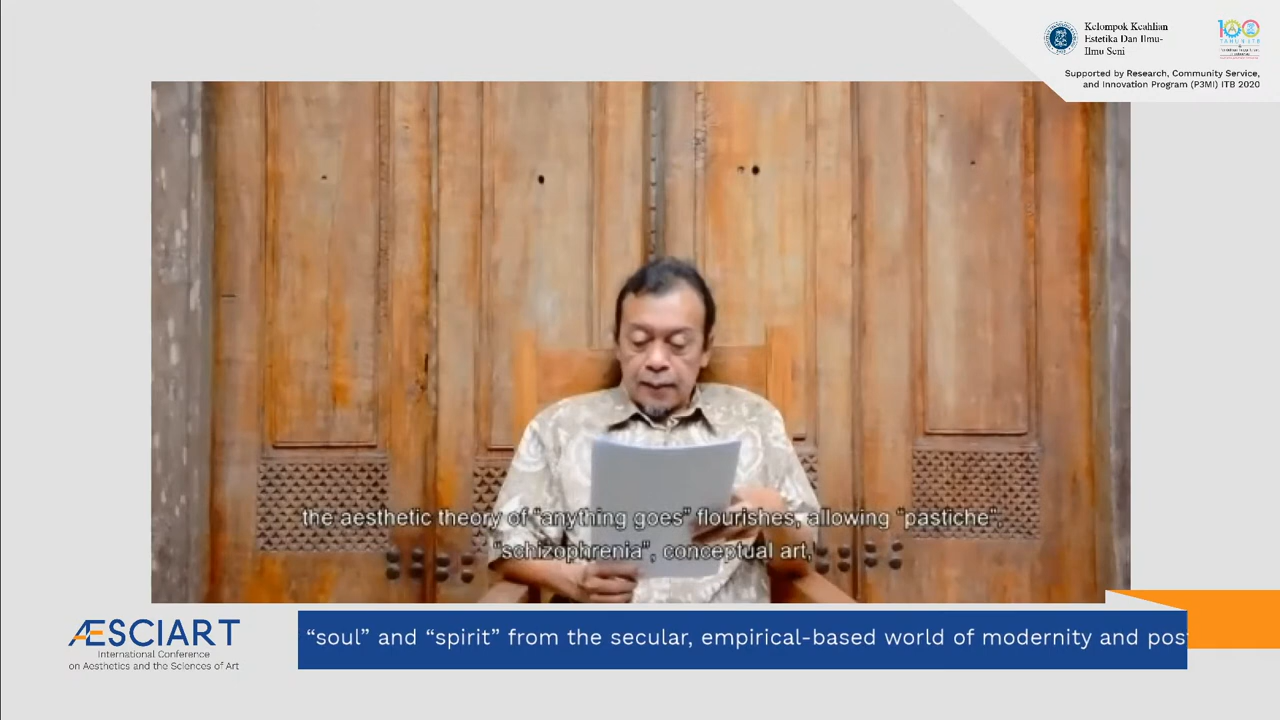 Kelompok Keahlian
Estetika Dan Ilmu-
Ilmu Seni
100
Supported by Research, Community Service,
and Innovation Program (P3MI) ITB 2020
the aesthetic theory of “anything goes” flourishes, allowing “pastiche”,
“schizophrenia”, conceptual art,
ÆSCIART
International Conference
on Aesthetics and the Sciences of Art
“soul” and “spirit” from the secular, empirical-based world of modernity and pos